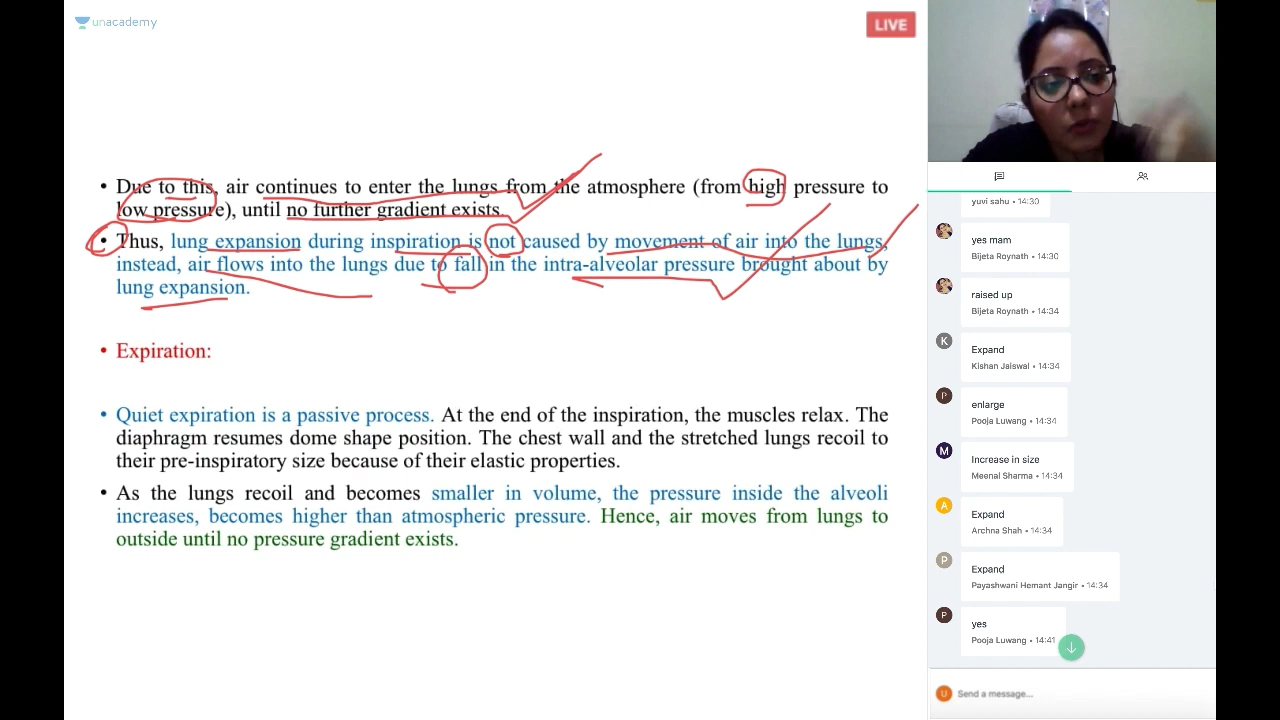 unacademy
LIVE
• Due to this, air continues to enter the lungs from the atmosphere (from high pressure to
low pressure), until no further gradient exists.
• Thus, lung expansion during inspiration is not caused by movement of air into the lungs,
instead, air flows into the lungs due to fall in the intra-alveolar pressure brought about by
lung expansion.
• Expiration:
• Quiet expiration is a passive process. At the end of the inspiration, the muscles relax. The
diaphragm resumes dome shape position. The chest wall and the stretched lungs recoil to
their pre-inspiratory size because of their elastic properties.
• As the lungs recoil and becomes smaller in volume, the pressure inside the alveoli
increases, becomes higher than atmospheric pressure. Hence, air moves from lungs to
outside until no pressure gradient exists.
yuvi sahu • 14:30
yes mam
Bijeta Roynath • 14:30
raised up
Bijeta Roynath • 14:34
K
Expand
Kishan Jaiswal • 14:34
P
enlarge
Pooja Luwang • 14:34
M
Increase in size
Meenal Sharma • 14:34
A
Expand
Archna Shah • 14:34
P
Expand
Payashwani Hemant Jangir • 14:34
P
yes
Pooja Luwang • 14:41
U
Send a message...